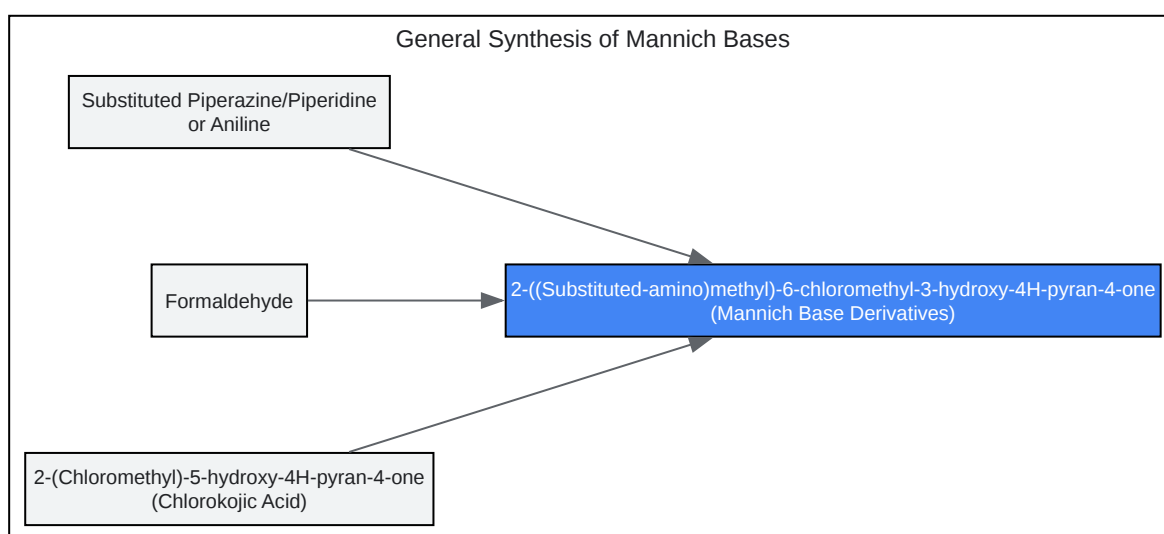 General Synthesis of Mannich Bases
Substituted Piperazine/Piperidine
or Aniline
Formaldehyde
2-((Substituted-amino)methyl)-6-chloromethyl-3-hydroxy-4H-pyran-4-one
(Mannich Base Derivatives)
2-(Chloromethyl)-5-hydroxy-4H-pyran-4-one
(Chlorokojic Acid)